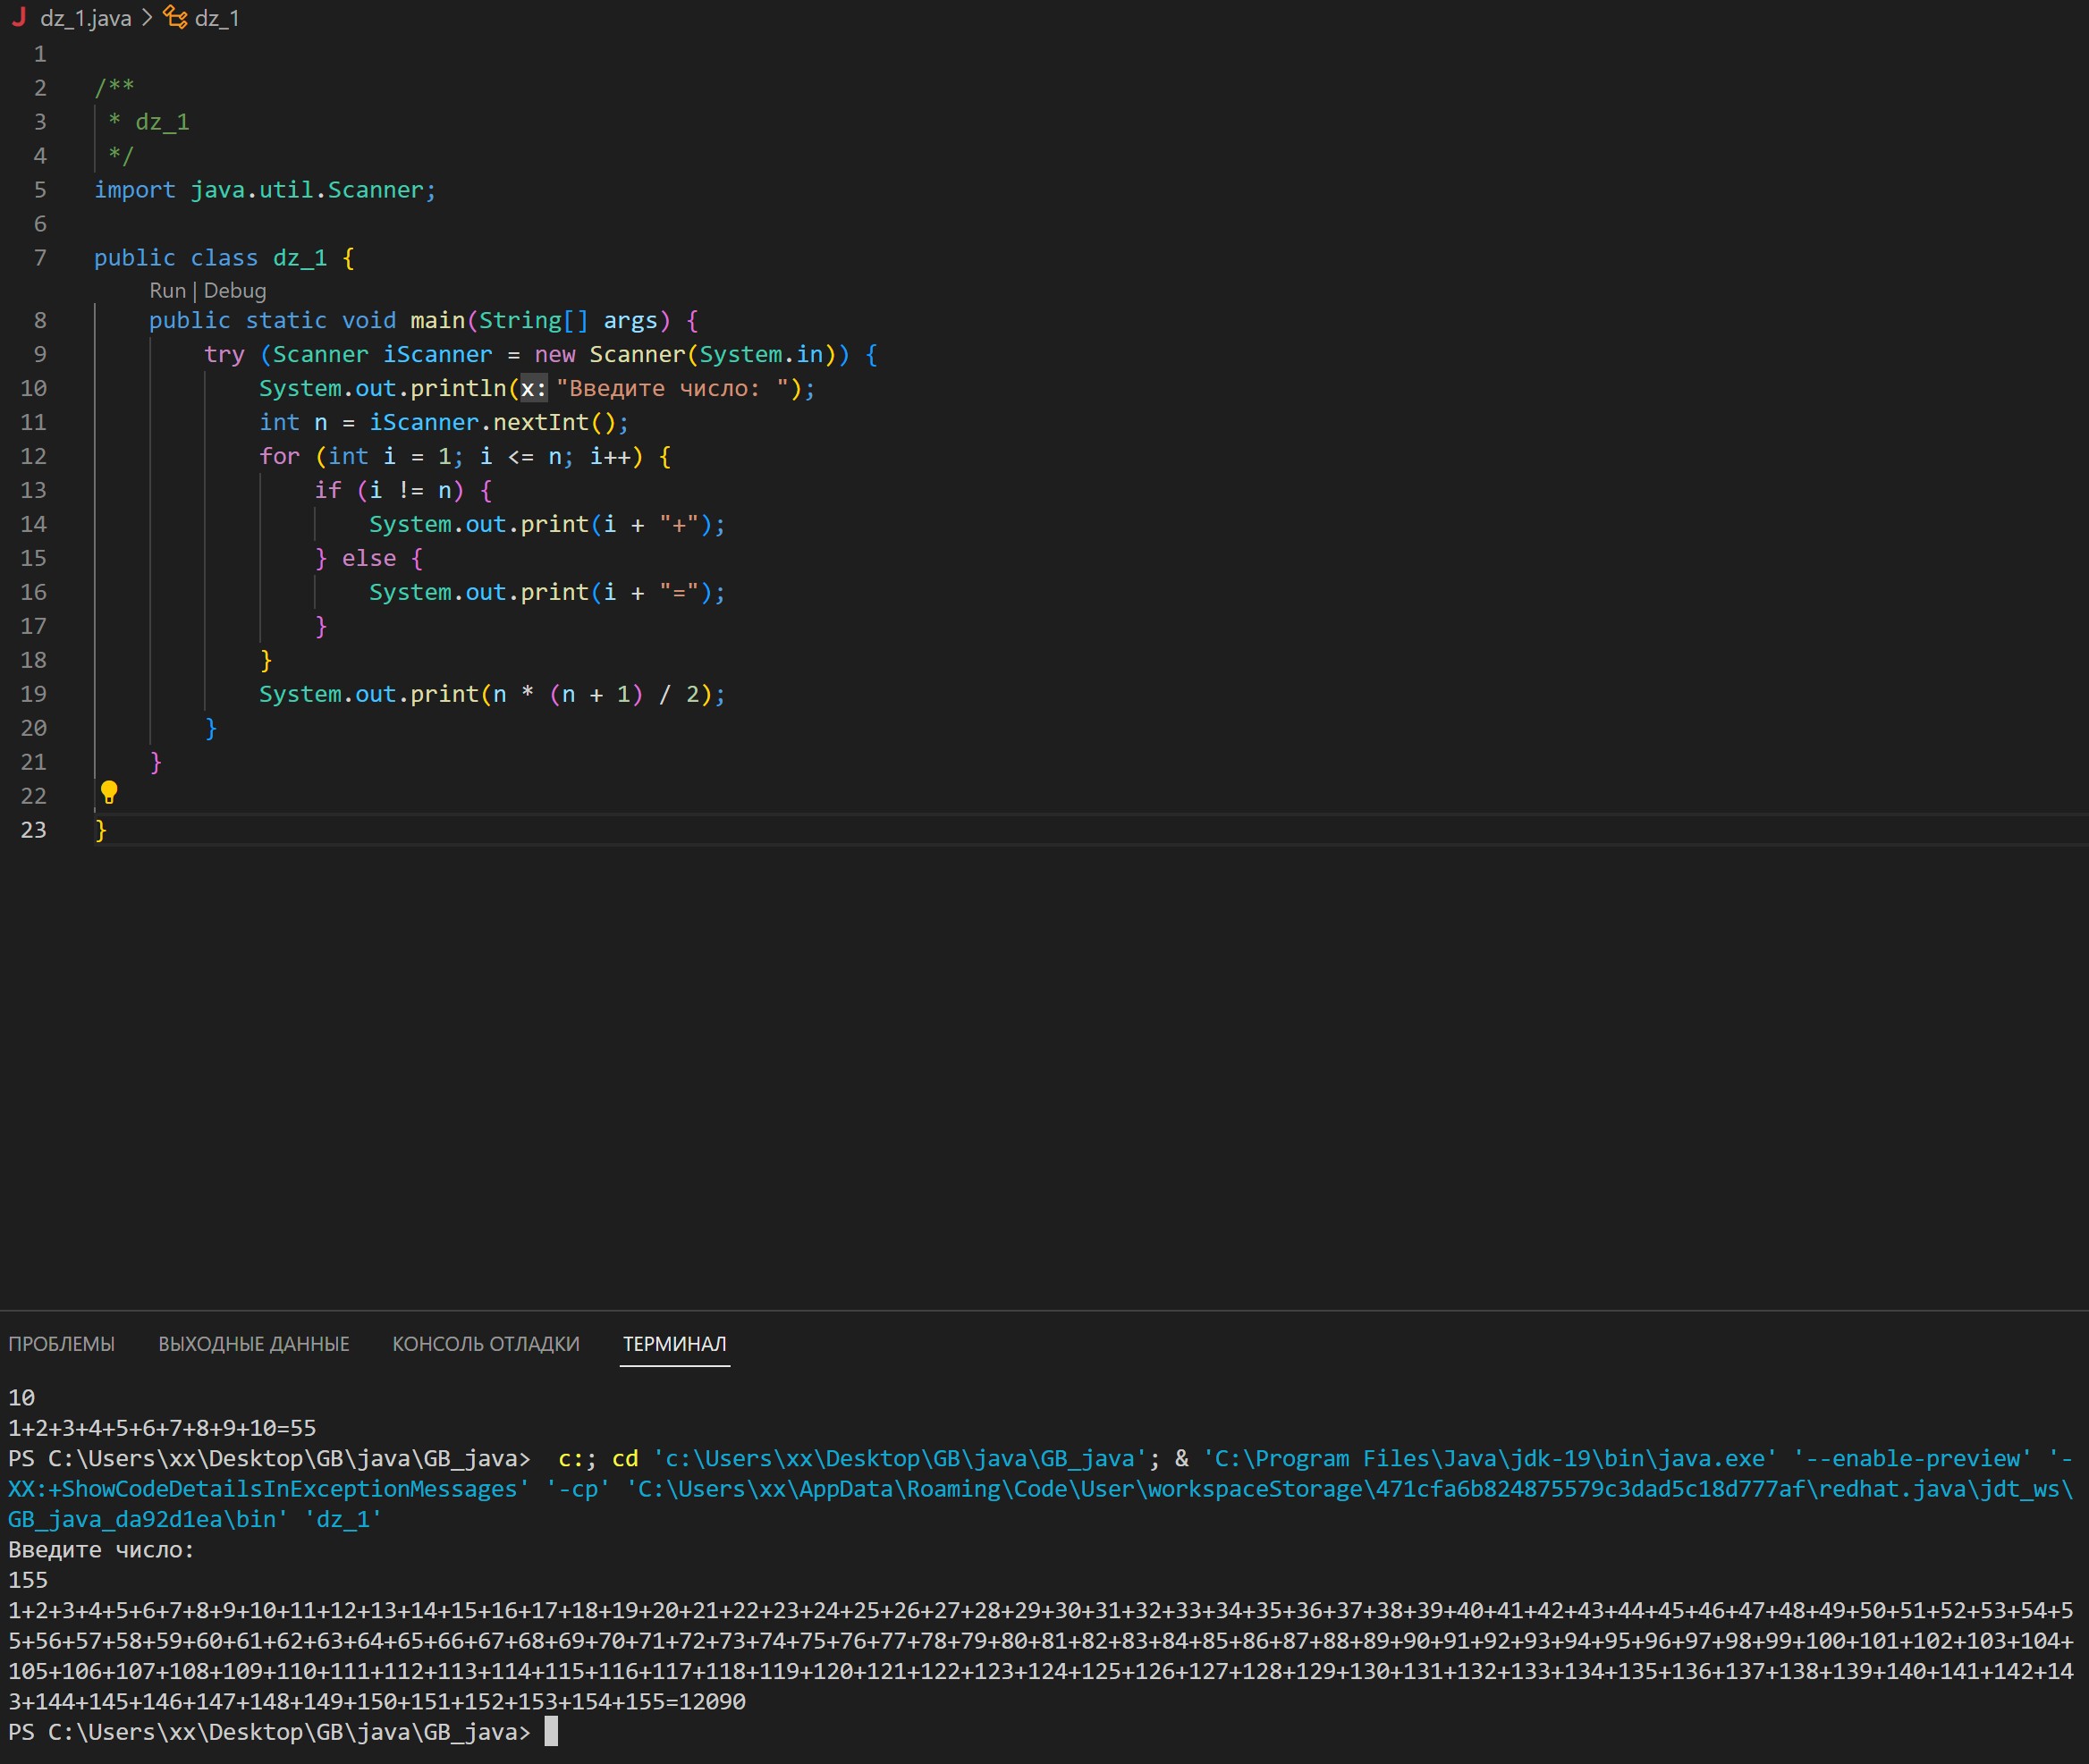 dz_1.java > dz_1
1
2 /**
3  * dz_1
4  */
5 import java.util.Scanner;
6
7 public class dz_1 {
Run | Debug
8     public static void main(String[] args) {
9         try (Scanner iScanner = new Scanner(System.in)) {
10             System.out.println(x: "Введите число: ");
11             int n = iScanner.nextInt();
12             for (int i = 1; i <= n; i++) {
13                 if (i != n) {
14                     System.out.print(i + "+");
15                 } else {
16                     System.out.print(i + "=");
17                 }
18             }
19             System.out.print(n * (n + 1) / 2);
20         }
21     }
22
23 }
ПРОБЛЕМЫ ВЫХОДНЫЕ ДАННЫЕ КОНСОЛЬ ОТЛАДКИ ТЕРМИНАЛ
10
1+2+3+4+5+6+7+8+9+10=55
PS C:\Users\xx\Desktop\GB\java\GB_java>  c:; cd 'c:\Users\xx\Desktop\GB\java\GB_java'; & 'C:\Program Files\Java\jdk-19\bin\java.exe' '--enable-preview' '-
XX:+ShowCodeDetailsInExceptionMessages' '-cp' 'C:\Users\xx\AppData\Roaming\Code\User\workspaceStorage\471cfa6b824875579c3dad5c18d777af\redhat.java\jdt_ws\
GB_java_da92d1ea\bin' 'dz_1'
Введите число:
155
1+2+3+4+5+6+7+8+9+10+11+12+13+14+15+16+17+18+19+20+21+22+23+24+25+26+27+28+29+30+31+32+33+34+35+36+37+38+39+40+41+42+43+44+45+46+47+48+49+50+51+52+53+54+5
5+56+57+58+59+60+61+62+63+64+65+66+67+68+69+70+71+72+73+74+75+76+77+78+79+80+81+82+83+84+85+86+87+88+89+90+91+92+93+94+95+96+97+98+99+100+101+102+103+104+
105+106+107+108+109+110+111+112+113+114+115+116+117+118+119+120+121+122+123+124+125+126+127+128+129+130+131+132+133+134+135+136+137+138+139+140+141+142+14
3+144+145+146+147+148+149+150+151+152+153+154+155=12090
PS C:\Users\xx\Desktop\GB\java\GB_java>